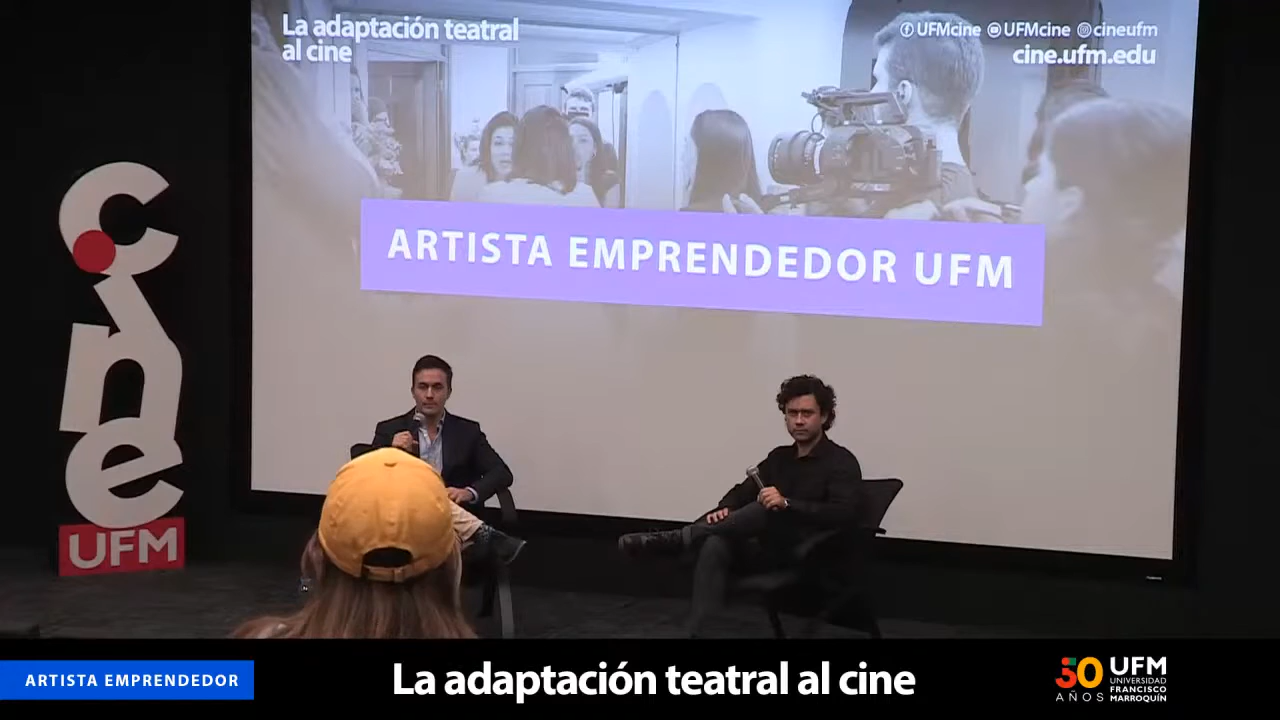 La adaptación teatral
al cine
UFMcine UFMcine cineufm
cine.ufm.edu
ARTISTA EMPRENDEDOR UFM
cine
UFM
ARTISTA EMPRENDEDOR
La adaptación teatral al cine
50
AÑOS
UFM
UNIVERSIDAD
FRANCISCO
MARROQUÍN